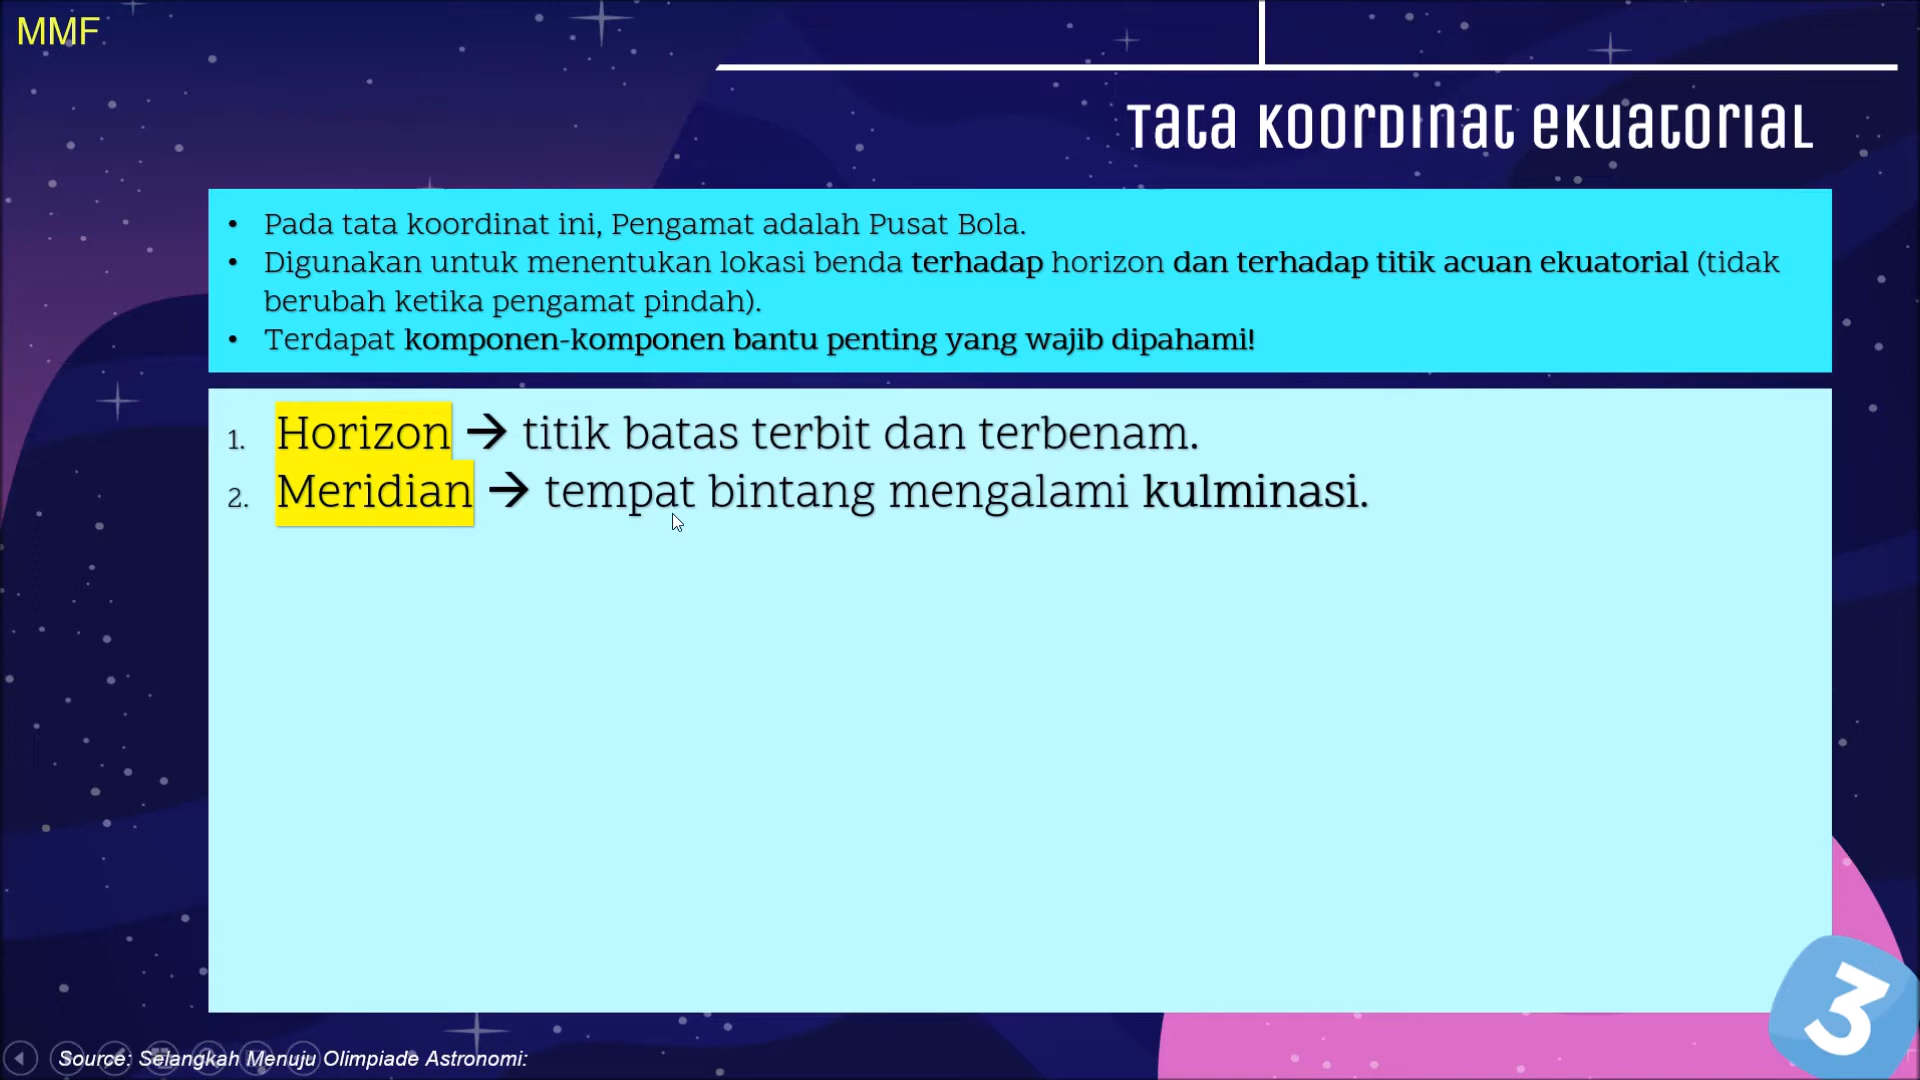 MMF
Tata Koordinat Ekuatorial
• Pada tata koordinat ini, Pengamat adalah Pusat Bola.
• Digunakan untuk menentukan lokasi benda terhadap horizon dan terhadap titik acuan ekuatorial (tidak
berubah ketika pengamat pindah).
• Terdapat komponen-komponen bantu penting yang wajib dipahami!
1. Horizon → titik batas terbit dan terbenam.
2. Meridian → tempat bintang mengalami kulminasi.
3
Source: Selangkah Menuju Olimpiade Astronomi: